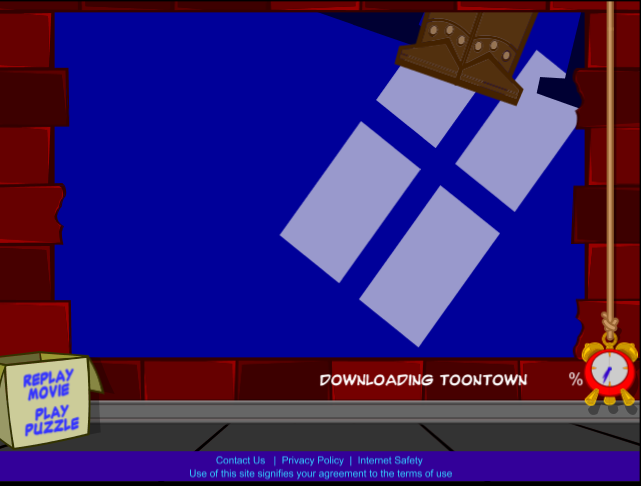 DOWNLOADING TOONTOWN %
REPLAY
MOVIE
PLAY
PUZZLE
Contact Us | Privacy Policy | Internet Safety
Use of this site signifies your agreement to the terms of use